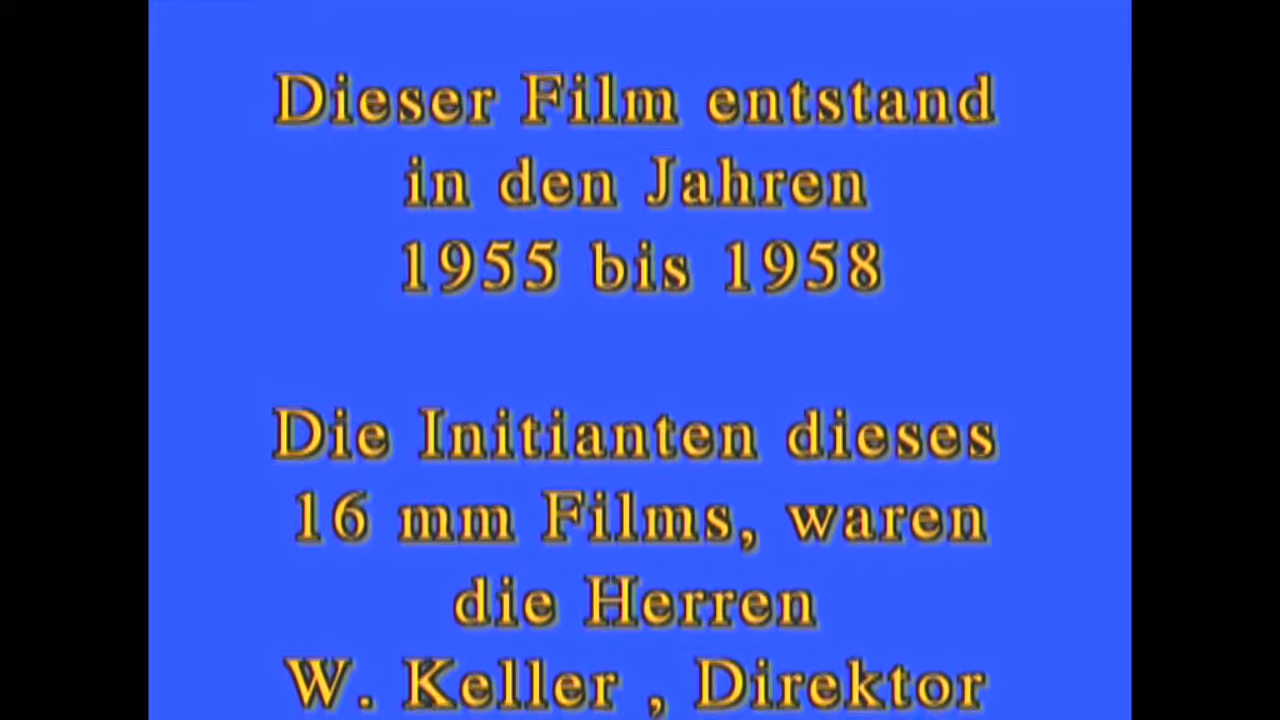 Dieser Film entstand
in den Jahren
1955 bis 1958
Die Initianten dieses
16 mm Films, waren
die Herren
W. Keller , Direktor